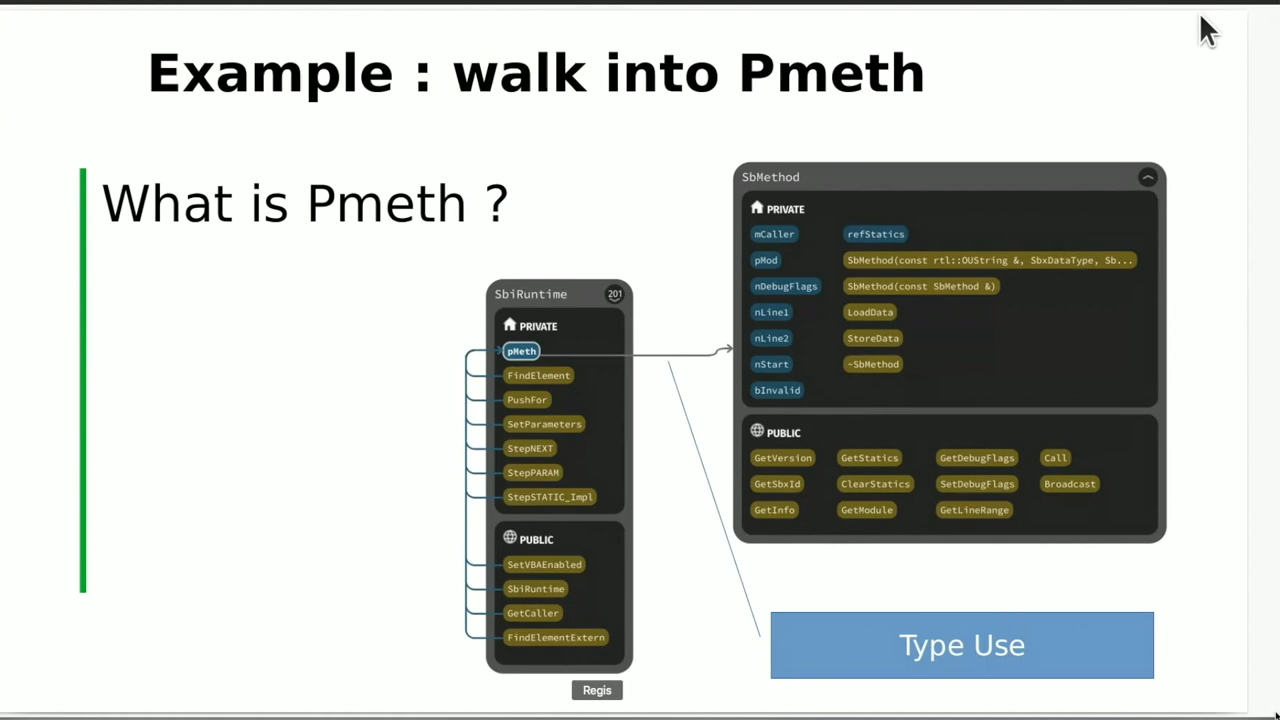 Example : walk into Pmeth
What is Pmeth ?
SbiRuntime 201
PRIVATE
pMeth
FindElement
PushFor
SetParameters
StepNEXT
StepPARAM
StepSTATIC_Impl
PUBLIC
SetVBAEnabled
SbiRuntime
GetCaller
FindElementExtern
Regis
SbMethod
PRIVATE
mCaller refStatics
pMod SbMethod(const rtl::OUString &, SbxDataType, Sb...
nDebugFlags SbMethod(const SbMethod &)
nLine1 LoadData
nLine2 StoreData
nStart ~SbMethod
bInvalid
PUBLIC
GetVersion GetStatics GetDebugFlags Call
GetSbxId ClearStatics SetDebugFlags Broadcast
GetInfo GetModule GetLineRange
Type Use